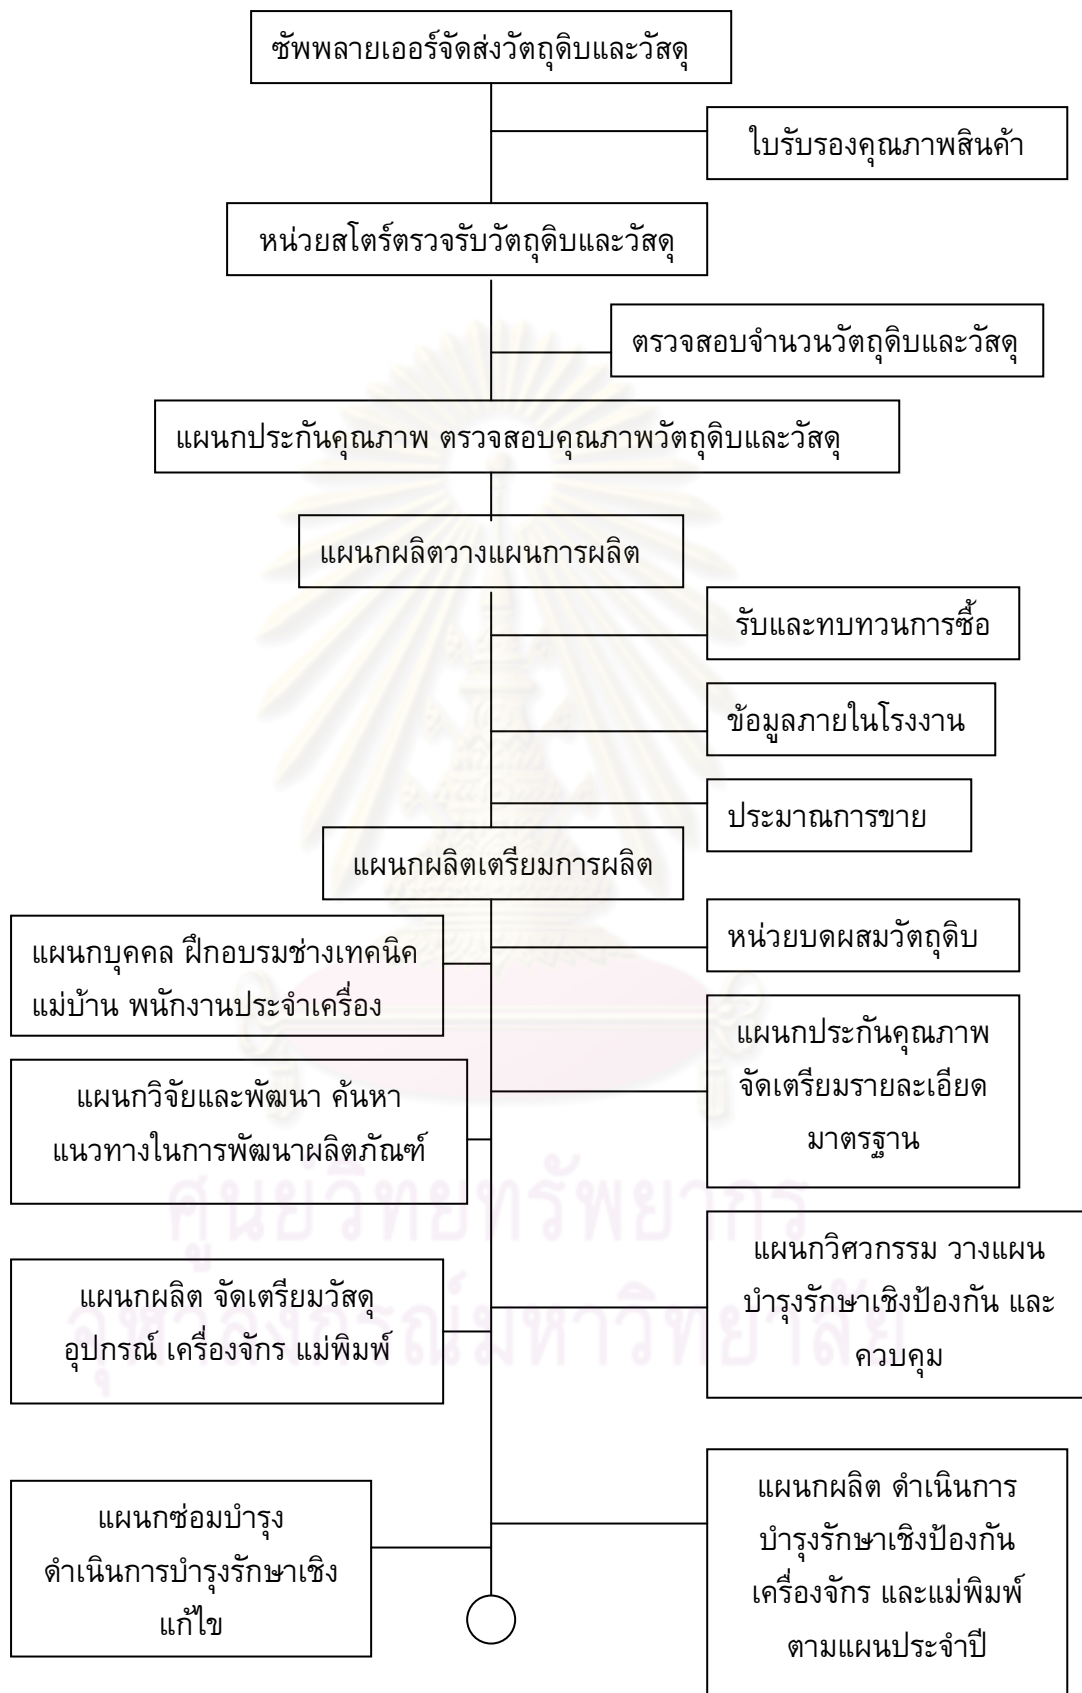 ซัพพลายเออร์จัดส่งวัตถุดิบและวัสดุ
ใบรับรองคุณภาพสินค้า
หน่วยสโตร์ตรวจรับวัตถุดิบและวัสดุ
ตรวจสอบจำนวนวัตถุดิบและวัสดุ
แผนกประกันคุณภาพ ตรวจสอบคุณภาพวัตถุดิบและวัสดุ
แผนกผลิตวางแผนการผลิต
รับและทบทวนการซื้อ
ข้อมูลภายในโรงงาน
ประมาณการขาย
แผนกผลิตเตรียมการผลิต
หน่วยบดผสมวัตถุดิบ
แผนกบุคคล ฝึกอบรมช่างเทคนิค
แม่บ้าน พนักงานประจำเครื่อง
แผนกประกันคุณภาพ
จัดเตรียมรายละเอียด
มาตรฐาน
แผนกวิจัยและพัฒนา ค้นหา
แนวทางในการพัฒนาผลิตภัณฑ์
ศูนย์วิทยทรัพยากร
จุฬาลงกรณ์มหาวิทยาลัย
แผนกวิศวกรรม วางแผน
บำรุงรักษาเชิงป้องกัน และ
ควบคุม
แผนกผลิต จัดเตรียมวัสดุ
อุปกรณ์ เครื่องจักร แม่พิมพ์
แผนกผลิต ดำเนินการ
บำรุงรักษาเชิงป้องกัน
เครื่องจักร และแม่พิมพ์
ตามแผนประจำปี
แผนกซ่อมบำรุง
ดำเนินการบำรุงรักษาเชิง
แก้ไข